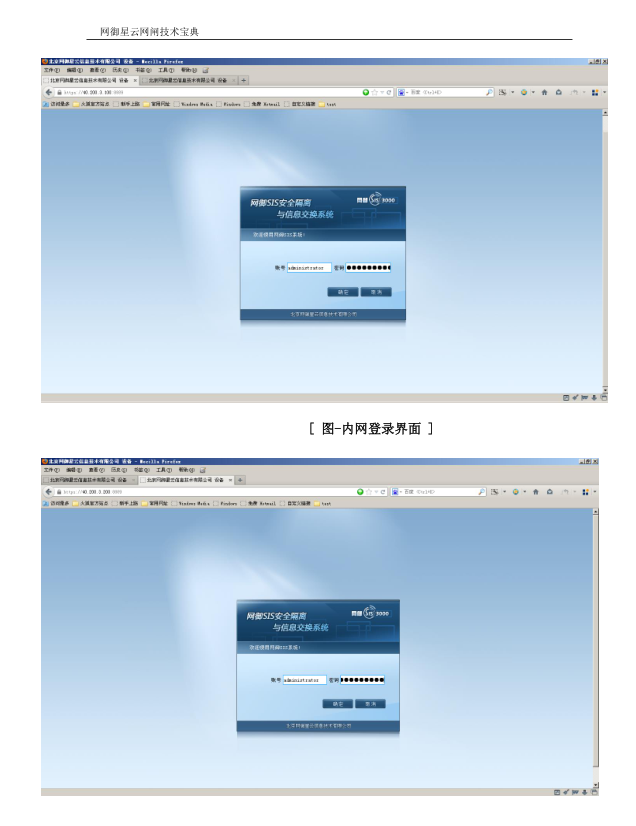 网御星云网闸技术宝典
北京网御星云信息技术有限公司 设备 - Mozilla Firefox
文件(F) 编辑(E) 查看(V) 历史(S) 书签(B) 工具(T) 帮助(H)
北京网御星云信息技术有限公司 设备 × 北京网御星云信息技术有限公司 设备 × +
https://40.200.3.100:8889
百度 <Ctrl+K>
访问最多 火狐官方站点 新手上路 常用网址 Windows Media Windows 免费 Hotmail 自定义链接 test
网御SIS安全隔离
与信息交换系统
网御 SIS 3000
欢迎使用网御SIS系统!
账号 administrator 密码
确定 取消
北京网御星云信息技术有限公司
[ 图-内网登录界面 ]
北京网御星云信息技术有限公司 设备 - Mozilla Firefox
文件(F) 编辑(E) 查看(V) 历史(S) 书签(B) 工具(T) 帮助(H)
北京网御星云信息技术有限公司 设备 × 北京网御星云信息技术有限公司 设备 × +
https://40.200.3.200:8889
百度 <Ctrl+K>
访问最多 火狐官方站点 新手上路 常用网址 Windows Media Windows 免费 Hotmail 自定义链接 test
网御SIS安全隔离
与信息交换系统
网御 SIS 3000
欢迎使用网御SIS系统!
账号 administrator 密码
确定 取消
北京网御星云信息技术有限公司